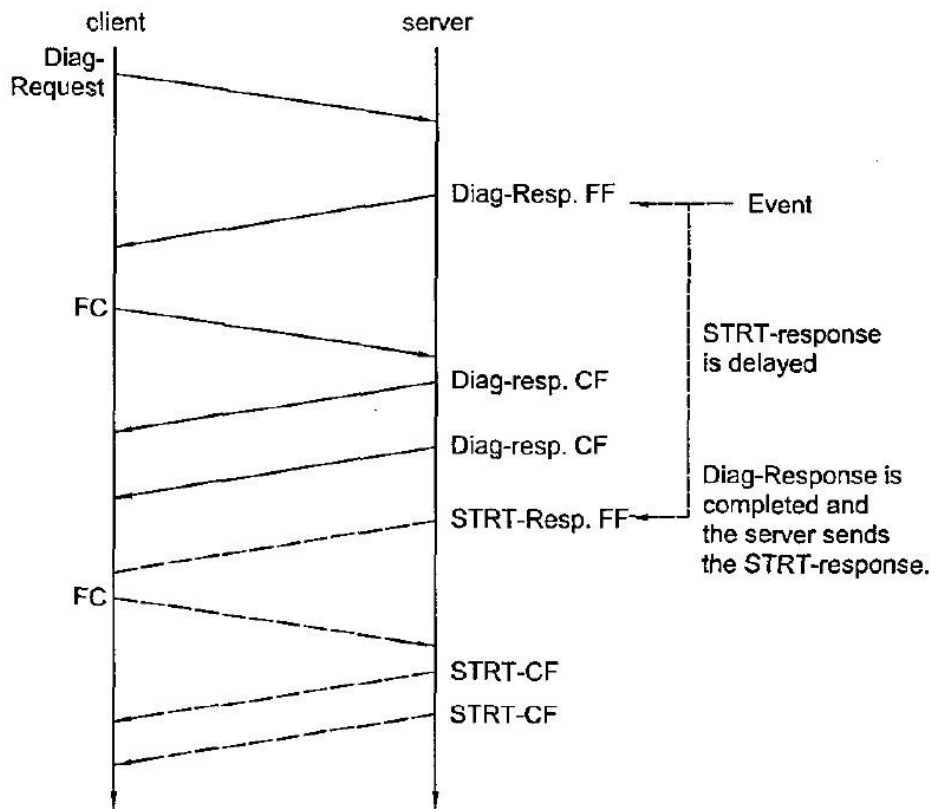 client
server
Diag-
Request
Diag-Resp. FF
Event
FC
STRT-response
is delayed
Diag-resp. CF
Diag-resp. CF
Diag-Response is
completed and
the server sends
the STRT-response.
STRT-Resp. FF
FC
STRT-CF
STRT-CF